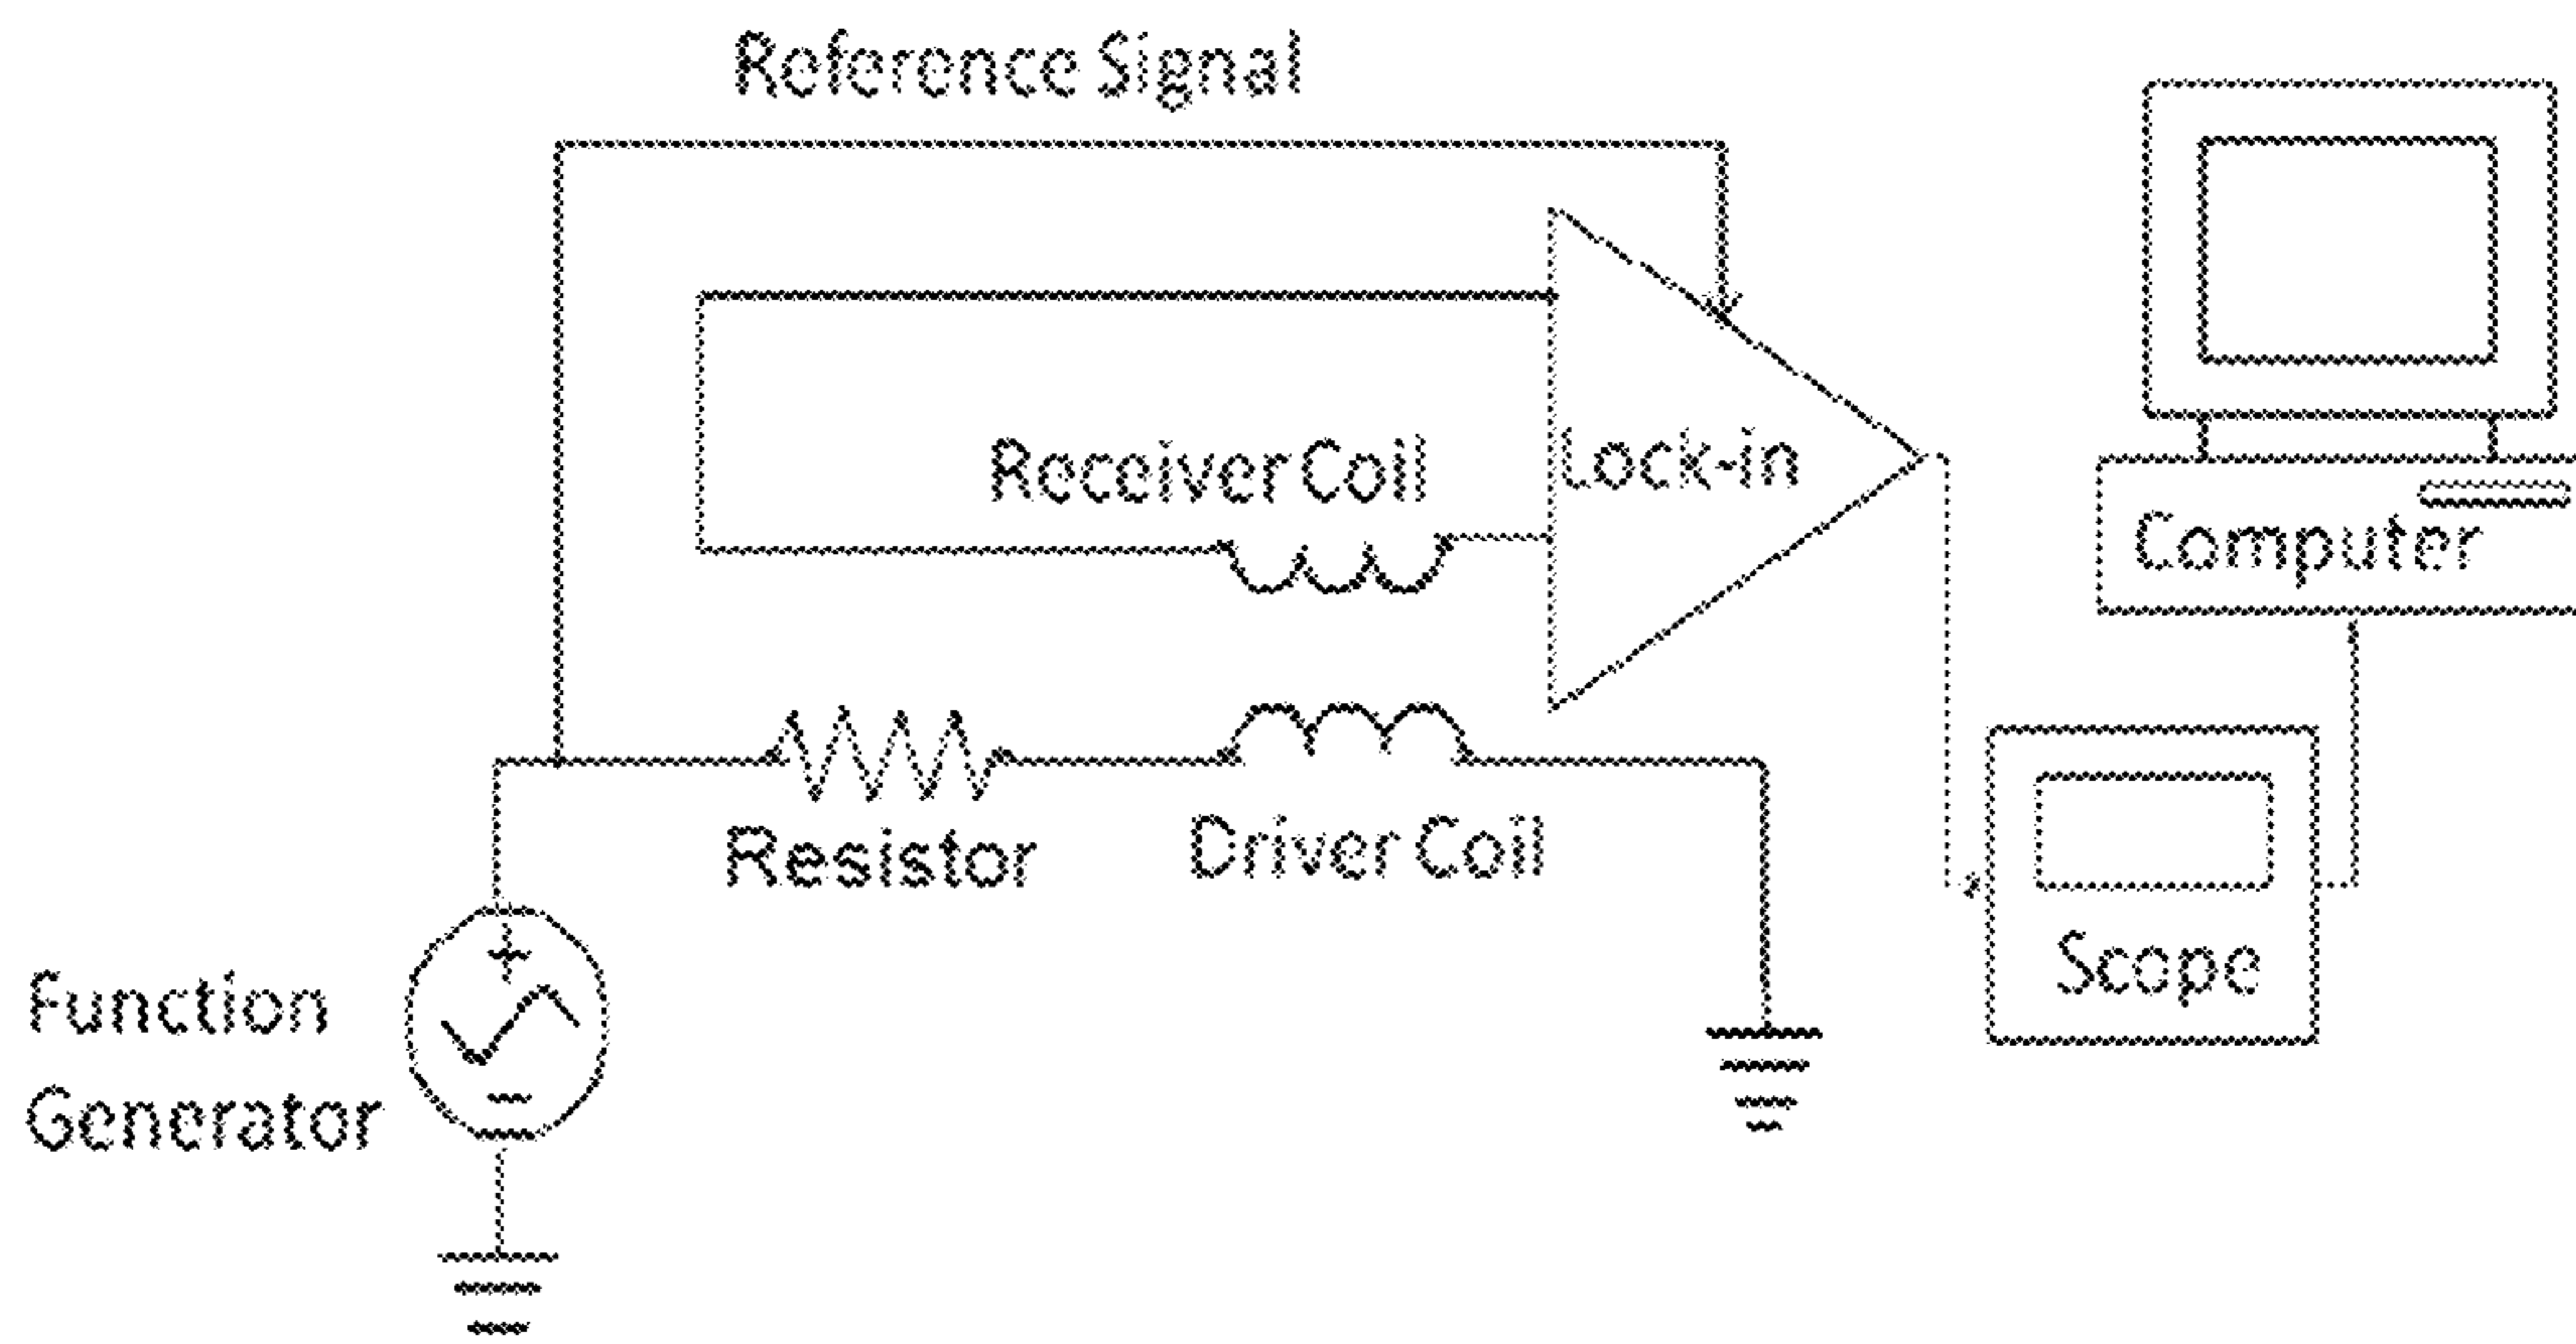 Reference Signal
Receiver Coil
Lock-in
Computer
Resistor
Driver Coil
Scope
Function
Generator